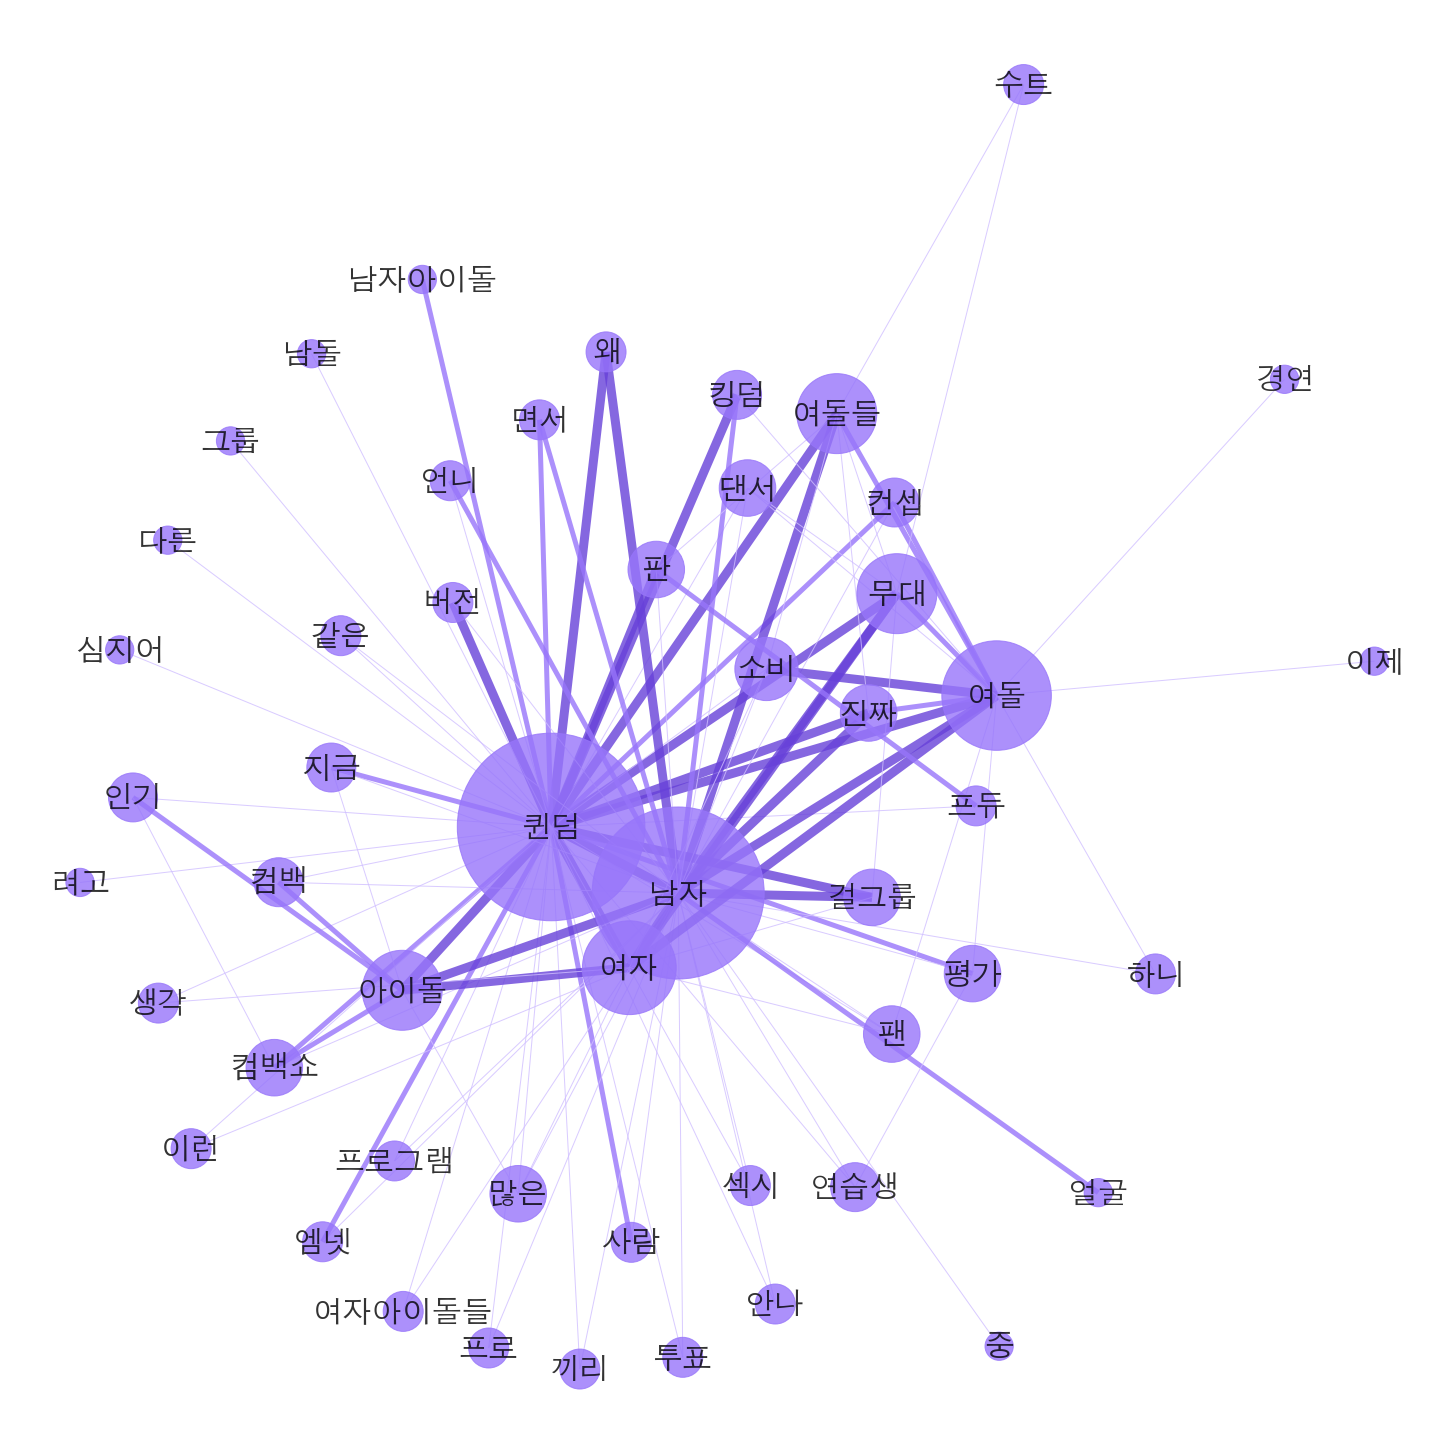 수트
남자아이돌
남돌
왜
경연
킹덤
여돌들
면서
그룹
언니
댄서
컨셉
다른
판
무대
버전
같은
심지어
소비
이제
여돌
진짜
지금
인기
프듀
퀸덤
려고
컴백
남자
걸그룹
여자
평가
하니
아이돌
생각
팬
컴백쇼
이런
프로그램
많은
섹시
연습생
얼굴
엠넷
사람
여자아이돌들
안나
프로
끼리
투표
중